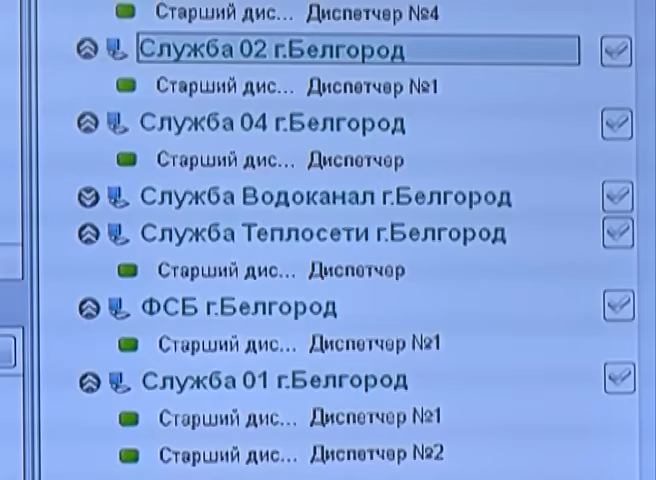 Старший дис... Диспетчер №4
Служба 02 г.Белгород
Старший дис... Диспетчер №1
Служба 04 г.Белгород
Старший дис... Диспетчер
Служба Водоканал г.Белгород
Служба Теплосети г.Белгород
Старший дис... Диспетчер
ФСБ г.Белгород
Старший дис... Диспетчер №1
Служба 01 г.Белгород
Старший дис... Диспетчер №1
Старший дис... Диспетчер №2